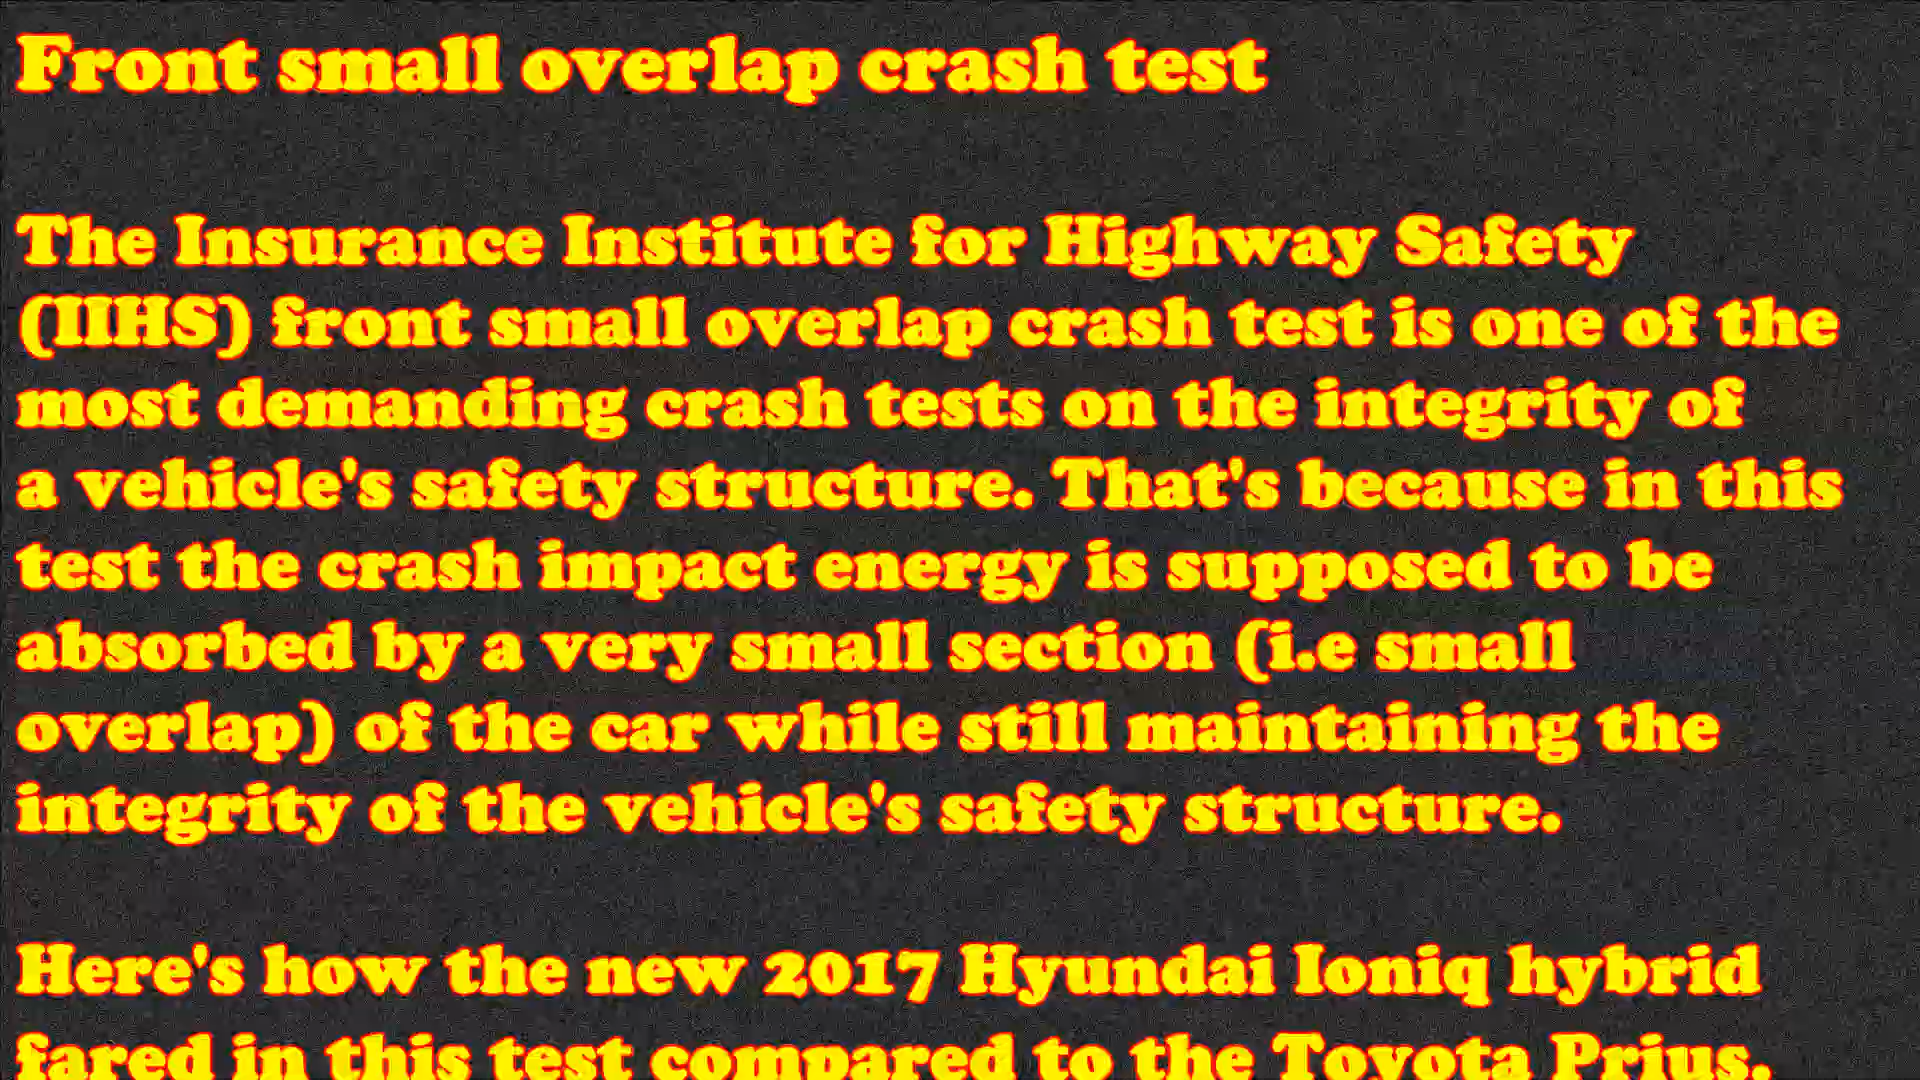 Front small overlap crash test
The Insurance Institute for Highway Safety
(IIHS) front small overlap crash test is one of the
most demanding crash tests on the integrity of
a vehicle's safety structure. That's because in this
test the crash impact energy is supposed to be
absorbed by a very small section (i.e small
overlap) of the car while still maintaining the
integrity of the vehicle's safety structure.
Here's how the new 2017 Hyundai Ioniq hybrid
fared in this test compared to the Toyota Prius.